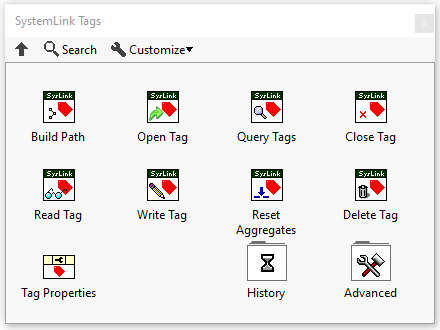 SystemLink Tags
x
Search Customize
SysLink SysLink SysLink SysLink
Build Path Open Tag Query Tags Close Tag
SysLink SysLink SysLink SysLink
Read Tag Write Tag Reset Aggregates Delete Tag
Tag Properties History Advanced